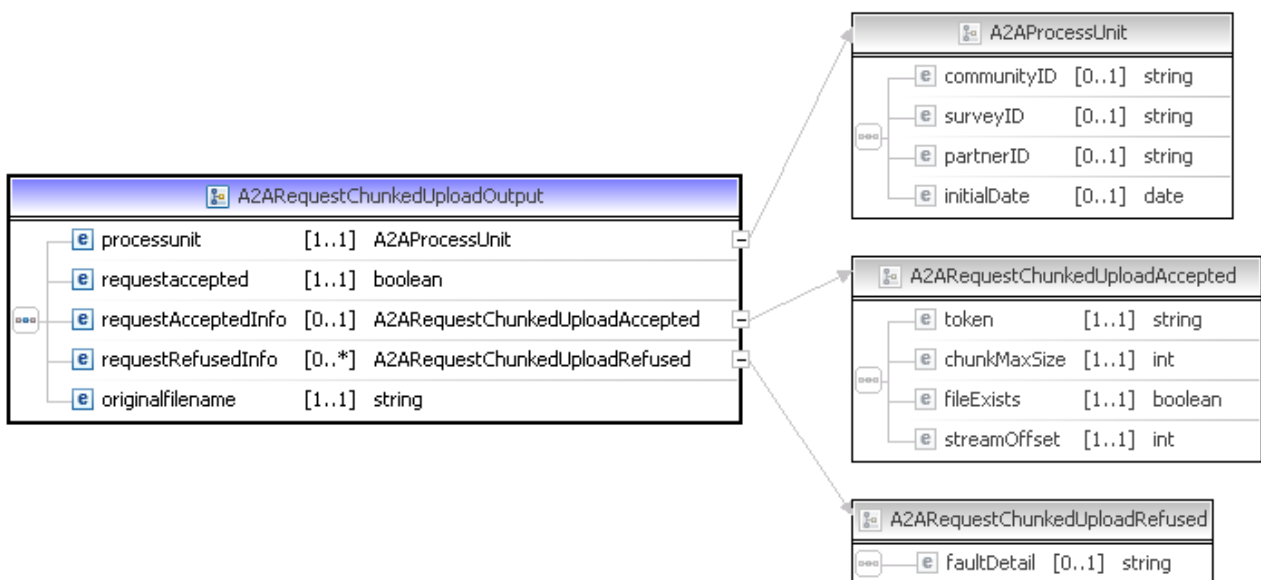 A2AProcessUnit
e communityID [0..1] string
e surveyID [0..1] string
e partnerID [0..1] string
e initialDate [0..1] date
A2ARequestChunkedUploadOutput
e processunit [1..1] A2AProcessUnit
e requestaccepted [1..1] boolean
e requestAcceptedInfo [0..1] A2ARequestChunkedUploadAccepted
e requestRefusedInfo [0..*] A2ARequestChunkedUploadRefused
e originalfilename [1..1] string
A2ARequestChunkedUploadAccepted
e token [1..1] string
e chunkMaxSize [1..1] int
e fileExists [1..1] boolean
e streamOffset [1..1] int
A2ARequestChunkedUploadRefused
e faultDetail [0..1] string